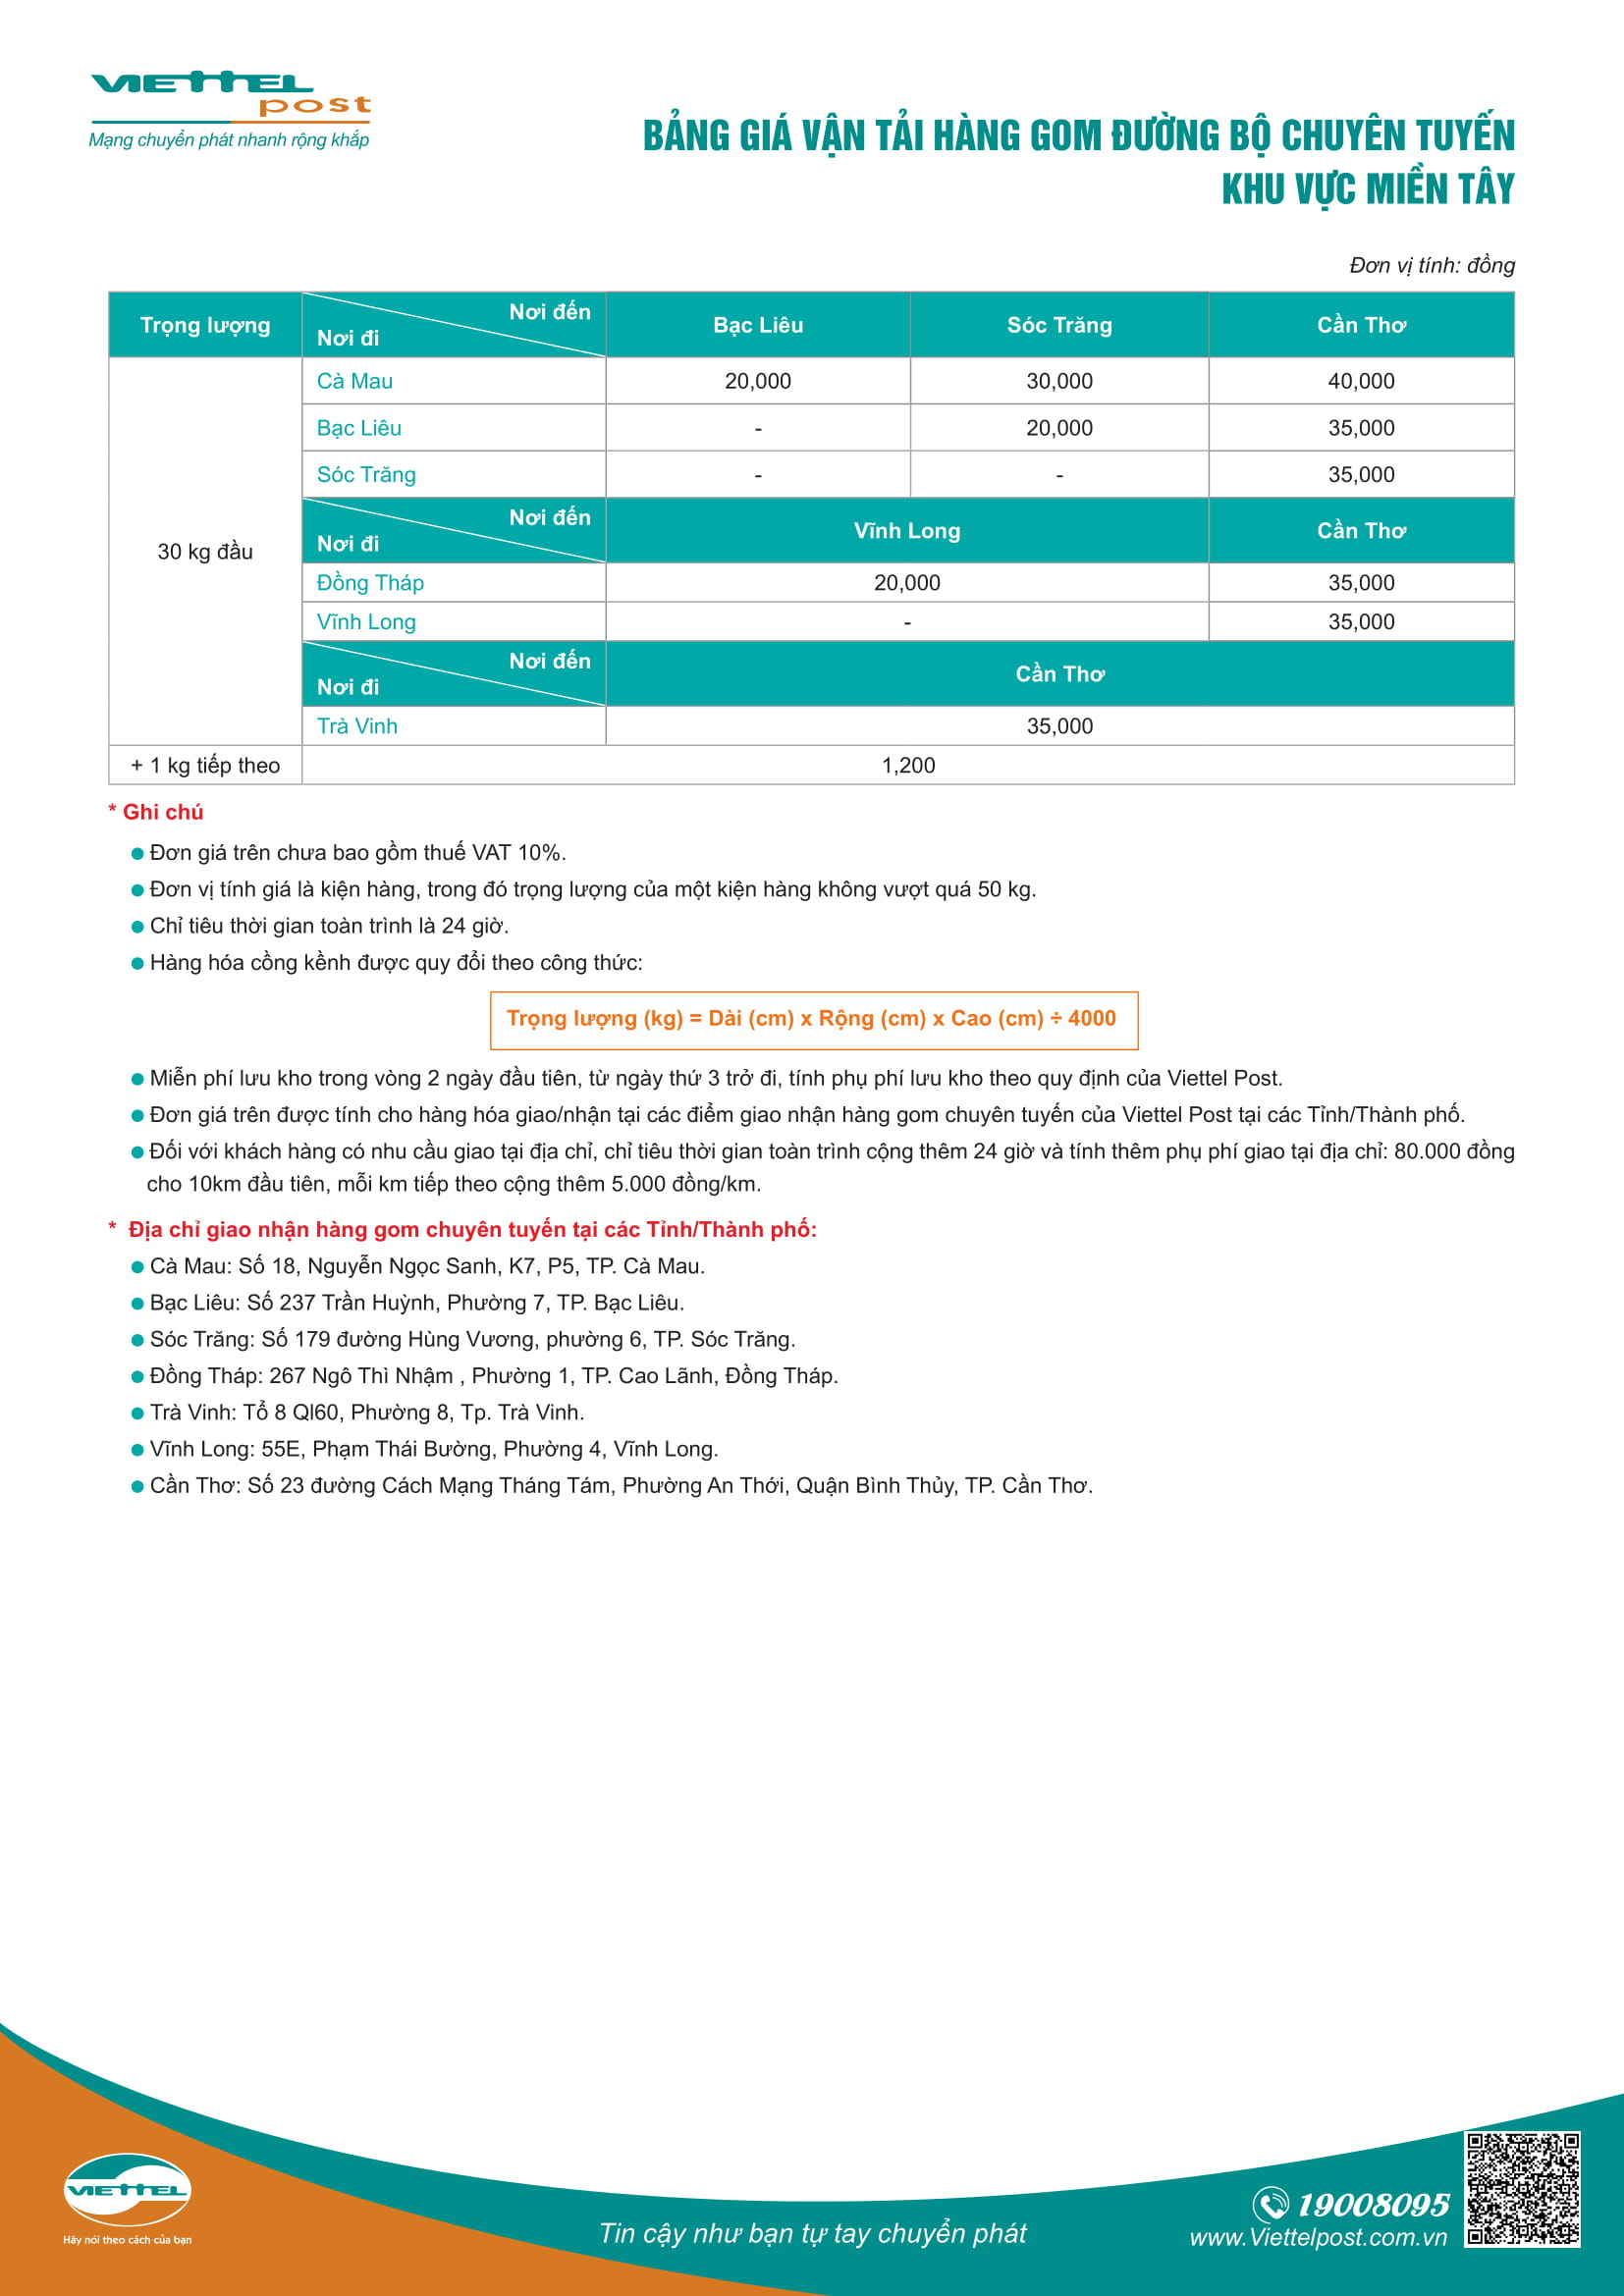 VIETTEL
post
Mạng chuyển phát nhanh rộng khắp
BẢNG GIÁ VẬN TẢI HÀNG GOM ĐƯỜNG BỘ CHUYÊN TUYẾN
KHU VỰC MIỀN TÂY
Đơn vị tính: đồng
Trọng lượng Nơi đi Nơi đến Bạc Liêu Sóc Trăng Cần Thơ
Cà Mau 20,000 30,000 40,000
Bạc Liêu - 20,000 35,000
Sóc Trăng - - 35,000
Nơi đi Nơi đến Vĩnh Long Cần Thơ
30 kg đầu
Đồng Tháp 20,000 35,000
Vĩnh Long - 35,000
Nơi đi Nơi đến Cần Thơ
Trà Vinh 35,000
+ 1 kg tiếp theo 1,200
* Ghi chú
Đơn giá trên chưa bao gồm thuế VAT 10%.
Đơn vị tính giá là kiện hàng, trong đó trọng lượng của một kiện hàng không vượt quá 50 kg.
Chỉ tiêu thời gian toàn trình là 24 giờ.
Hàng hóa cồng kềnh được quy đổi theo công thức:
Trọng lượng (kg) = Dài (cm) x Rộng (cm) x Cao (cm) ÷ 4000
Miễn phí lưu kho trong vòng 2 ngày đầu tiên, từ ngày thứ 3 trở đi, tính phụ phí lưu kho theo quy định của Viettel Post.
Đơn giá trên được tính cho hàng hóa giao/nhận tại các điểm giao nhận hàng gom chuyên tuyến của Viettel Post tại các Tỉnh/Thành phố.
Đối với khách hàng có nhu cầu giao tại địa chỉ, chỉ tiêu thời gian toàn trình cộng thêm 24 giờ và tính thêm phụ phí giao tại địa chỉ: 80.000 đồng
cho 10km đầu tiên, mỗi km tiếp theo cộng thêm 5.000 đồng/km.
* Địa chỉ giao nhận hàng gom chuyên tuyến tại các Tỉnh/Thành phố:
Cà Mau: Số 18, Nguyễn Ngọc Sanh, K7, P5, TP. Cà Mau.
Bạc Liêu: Số 237 Trần Huỳnh, Phường 7, TP. Bạc Liêu.
Sóc Trăng: Số 179 đường Hùng Vương, phường 6, TP. Sóc Trăng.
Đồng Tháp: 267 Ngô Thì Nhậm , Phường 1, TP. Cao Lãnh, Đồng Tháp.
Trà Vinh: Tổ 8 Ql60, Phường 8, Tp. Trà Vinh.
Vĩnh Long: 55E, Phạm Thái Bường, Phường 4, Vĩnh Long.
Cần Thơ: Số 23 đường Cách Mạng Tháng Tám, Phường An Thới, Quận Bình Thủy, TP. Cần Thơ.
VIETTEL
Hãy nói theo cách của bạn
Tin cậy như bạn tự tay chuyển phát
19008095
www.Viettelpost.com.vn